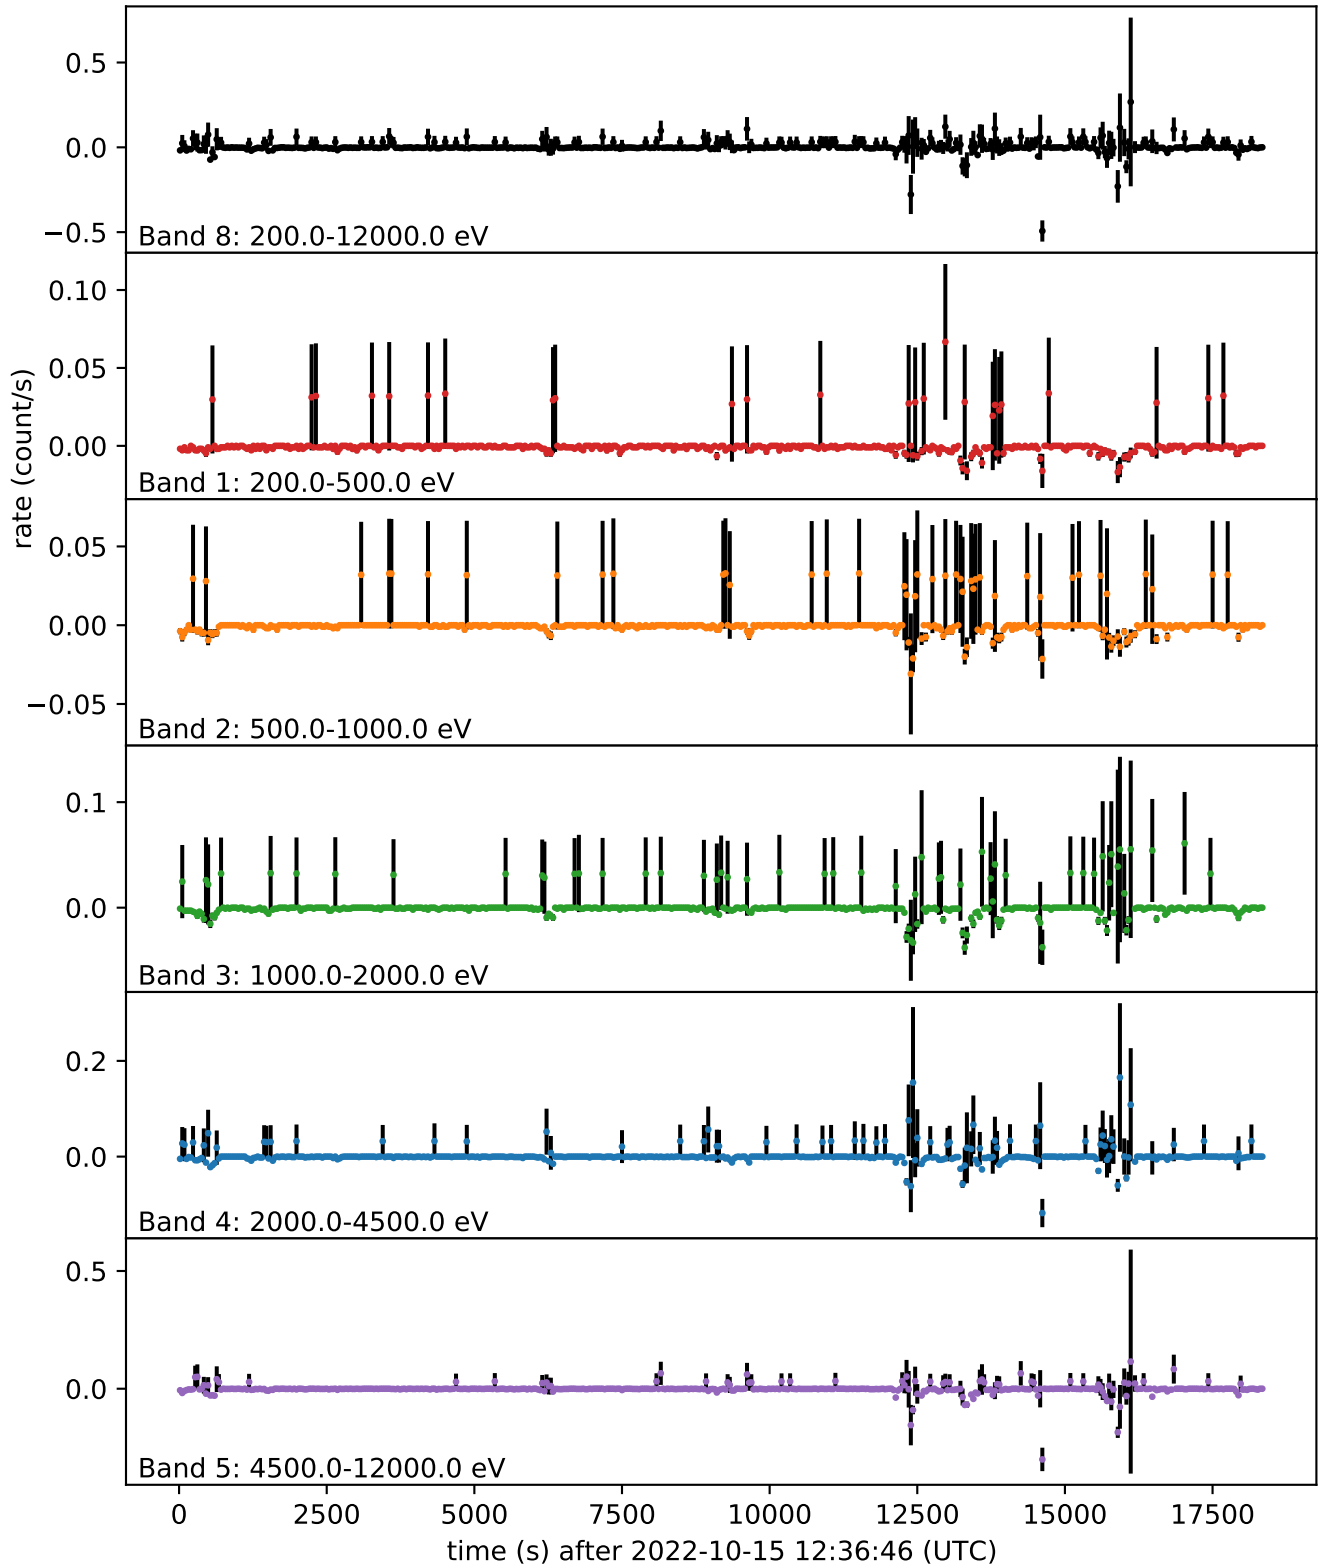 0.5
0.0
−0.5
Band 8: 200.0-12000.0 eV
0.10
0.05
0.00
Band 1: 200.0-500.0 eV
rate (count/s)
0.05
0.00
−0.05
Band 2: 500.0-1000.0 eV
0.1
0.0
Band 3: 1000.0-2000.0 eV
0.2
0.0
Band 4: 2000.0-4500.0 eV
0.5
0.0
Band 5: 4500.0-12000.0 eV
0 2500 5000 7500 10000 12500 15000 17500
time (s) after 2022-10-15 12:36:46 (UTC)